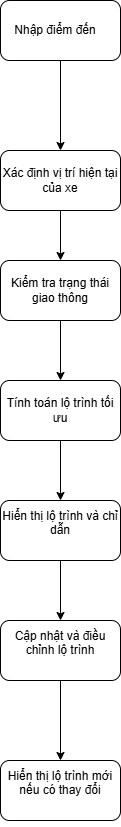 Nhập điểm đến
Xác định vị trí hiện tại
của xe
Kiểm tra trạng thái
giao thông
Tính toán lộ trình tối
ưu
Hiển thị lộ trình và chỉ
dẫn
Cập nhật và điều
chỉnh lộ trình
Hiển thị lộ trình mới
nếu có thay đổi